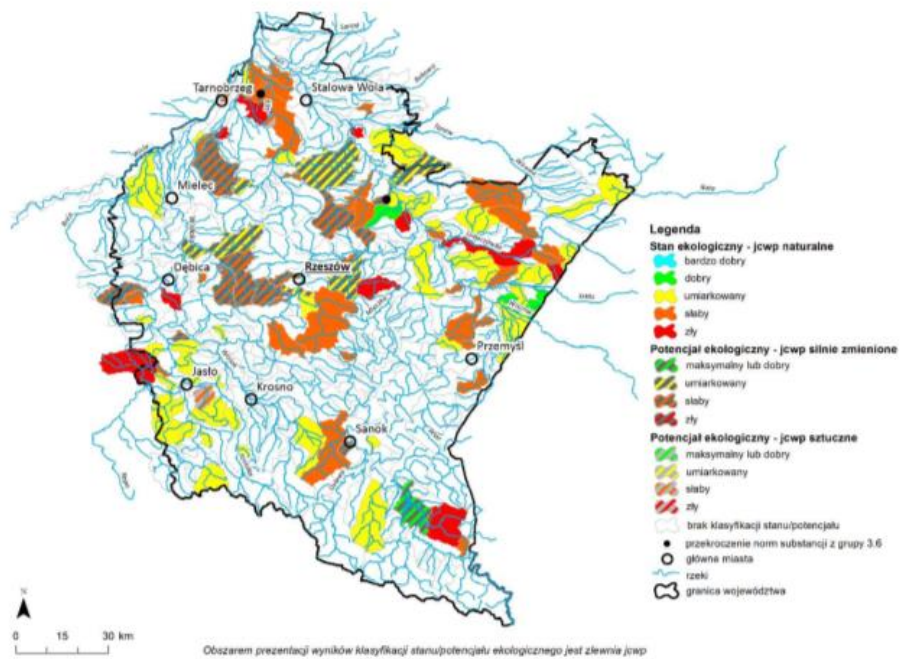 Tarnobrzeg
Stalowa Wola
Mielec
Dębica
Rzeszów
Przemyśl
Jasło
Krosno
Sanok
Legenda
Stan ekologiczny - jcwp naturalne
bardzo dobry
dobry
umiarkowany
słaby
zły
Potencjał ekologiczny - jcwp silnie zmienione
maksymalny lub dobry
umiarkowany
słaby
zły
Potencjał ekologiczny - jcwp sztuczne
maksymalny lub dobry
umiarkowany
słaby
zły
brak klasyfikacji stanu/potencjału
przekroczenie norm substancji z grupy 3.6
główna miasta
rzeki
granica województwa
N
0 15 30 km
Obszarem prezentacji wyników klasyfikacji stanu/potencjału ekologicznego jest zlewnia jcwp